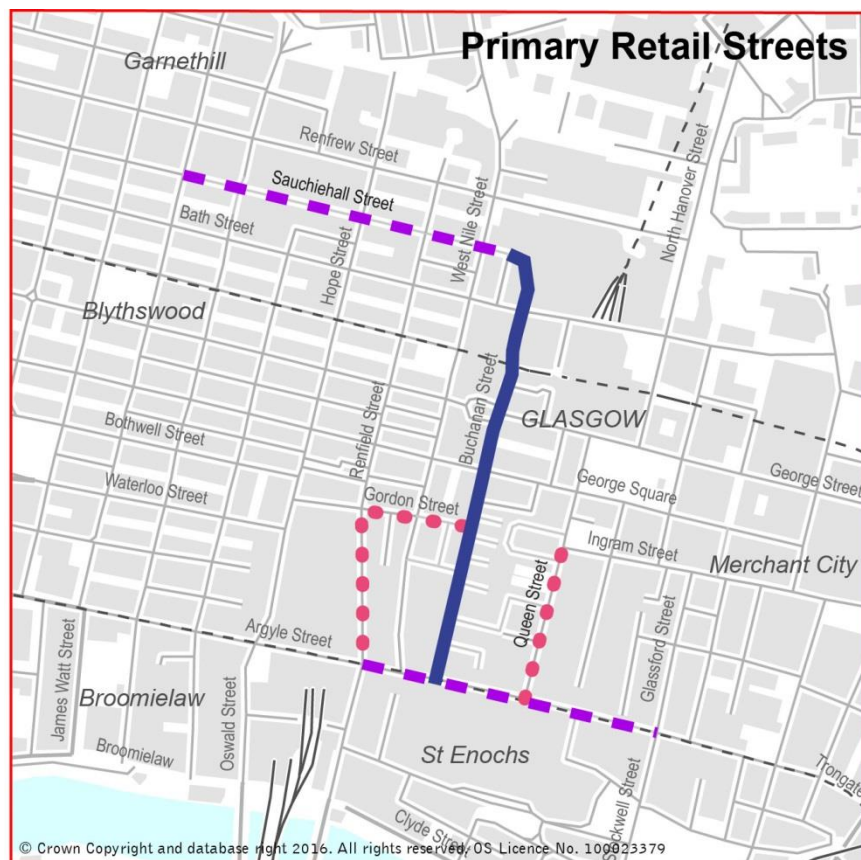 Primary Retail Streets
Garnethill
Renfrew Street
Sauchiehall Street
Bath Street
West Nile Street
North Hanover Street
Hope Street
Blythswood
Buchanan Street
GLASGOW
Renfield Street
Bothwell Street
George Street
George Square
Waterloo Street
Gordon Street
Ingram Street
Merchant City
Queen Street
Argyle Street
Glassford Street
James Watt Street
Broomielaw
Oswald Street
St Enochs
Broomielaw
Trongate
Clyde Street
Stockwell Street
© Crown Copyright and database right 2016. All rights reserved, OS Licence No. 100023379